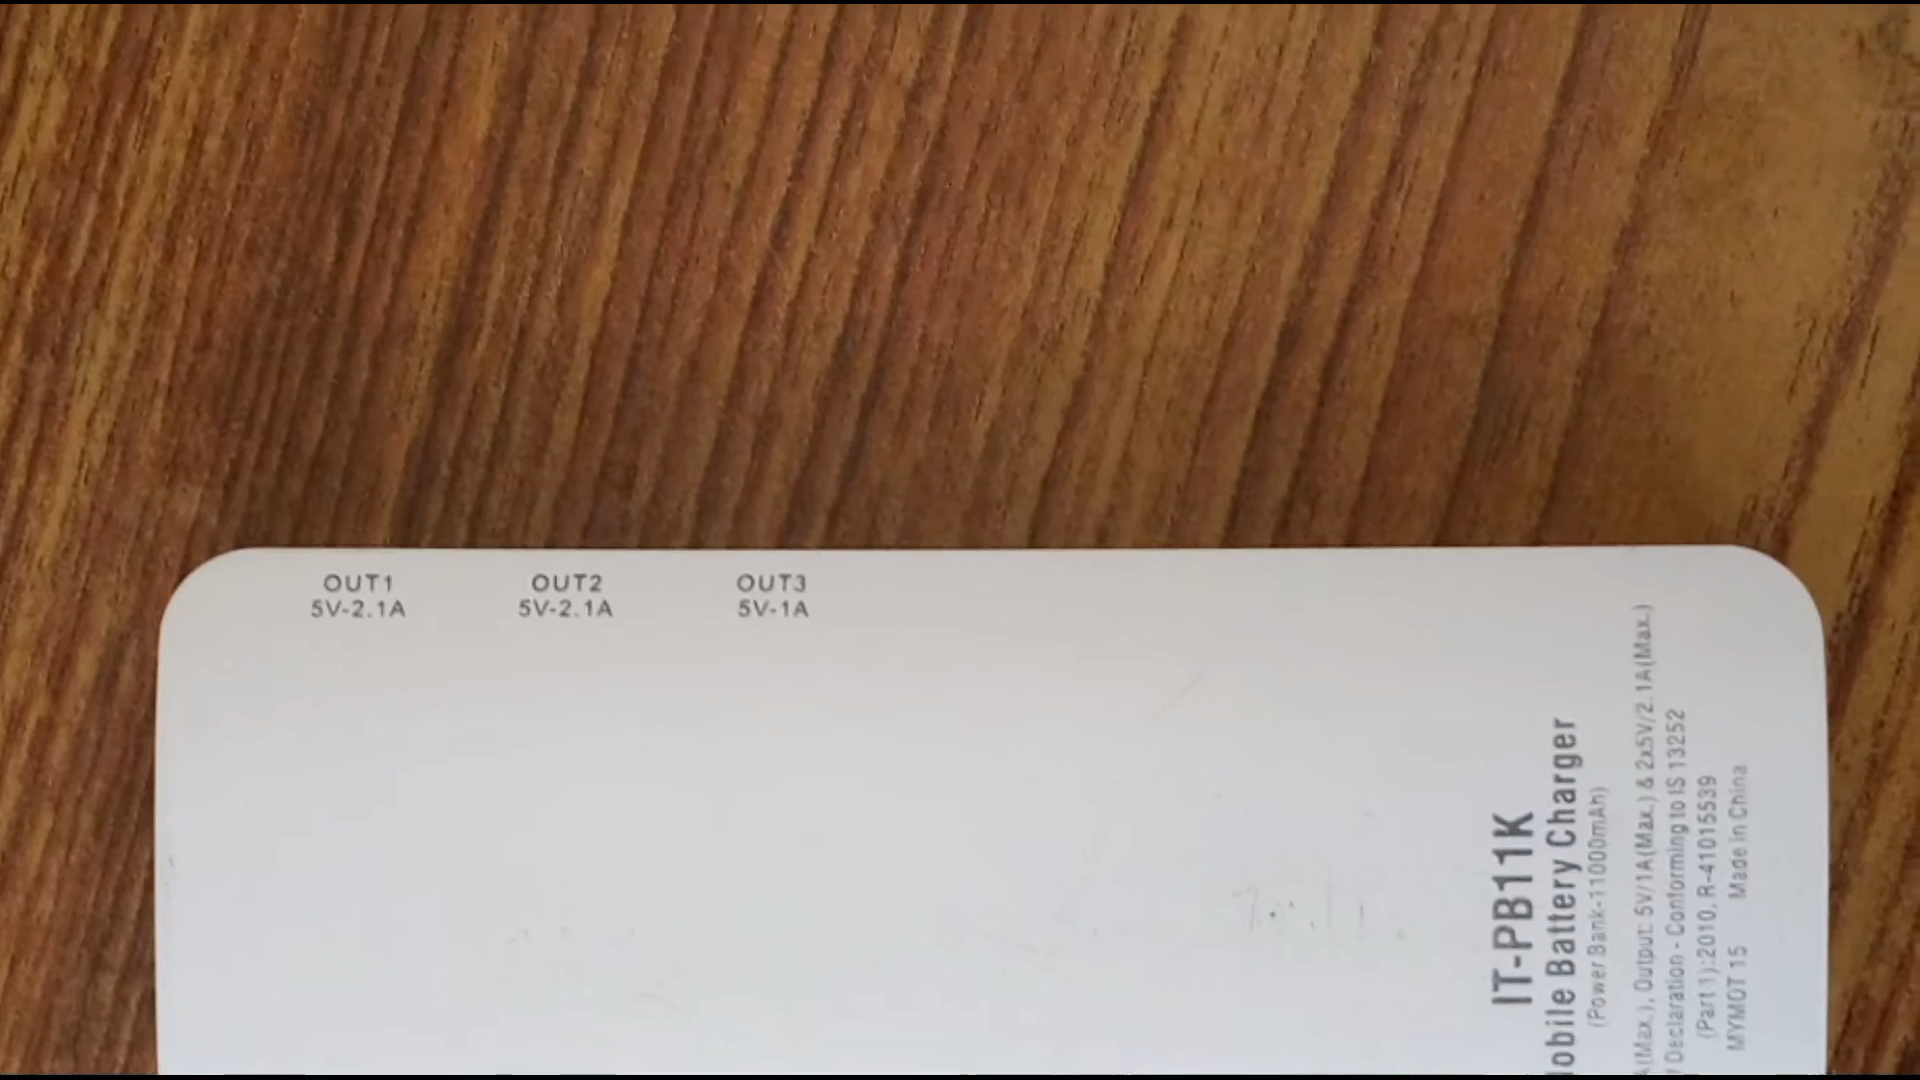 OUT1
5V-2.1A
OUT2
5V-2.1A
OUT3
5V-1A
IT-PB11K
Battery Charger
(Power Bank-11000mAh)
(Max.), Output: 5V/1A(Max.) & 2x5V/2.1A(Max.)
Declaration - Conforming to IS 13252
(Part 1):2010, R-41015539
MYMOT 15 Made in China